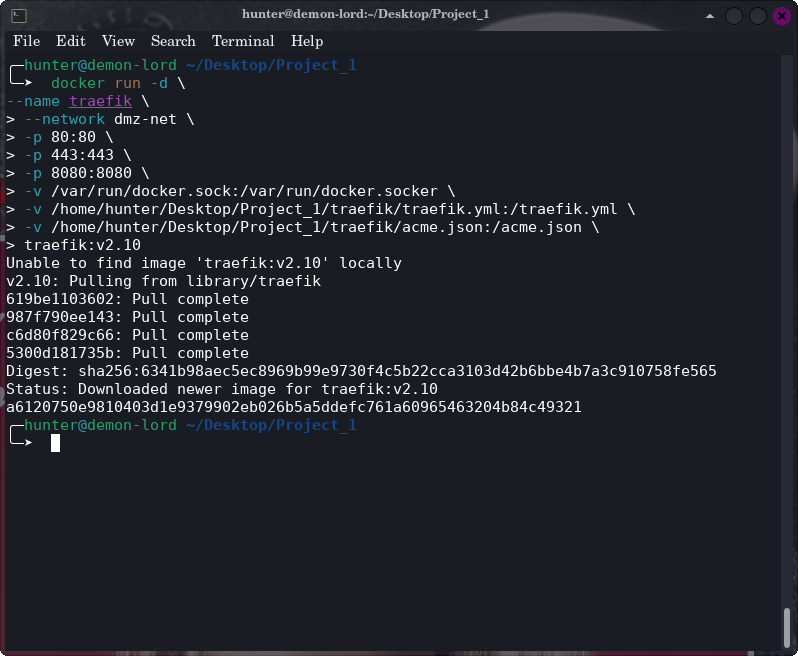 hunter@demon-lord:~/Desktop/Project_1
File Edit View Search Terminal Help
hunter@demon-lord ~/Desktop/Project_1
docker run -d \
--name traefik \
> --network dmz-net \
> -p 80:80 \
> -p 443:443 \
> -p 8080:8080 \
> -v /var/run/docker.sock:/var/run/docker.socker \
> -v /home/hunter/Desktop/Project_1/traefik/traefik.yml:/traefik.yml \
> -v /home/hunter/Desktop/Project_1/traefik/acme.json:/acme.json \
> traefik:v2.10
Unable to find image 'traefik:v2.10' locally
v2.10: Pulling from library/traefik
619be1103602: Pull complete
987f790ee143: Pull complete
c6d80f829c66: Pull complete
5300d181735b: Pull complete
Digest: sha256:6341b98aec5ec8969b99e9730f4c5b22cca3103d42b6bbe4b7a3c910758fe565
Status: Downloaded newer image for traefik:v2.10
a6120750e9810403d1e9379902eb026b5a5ddefc761a60965463204b84c49321
hunter@demon-lord ~/Desktop/Project_1